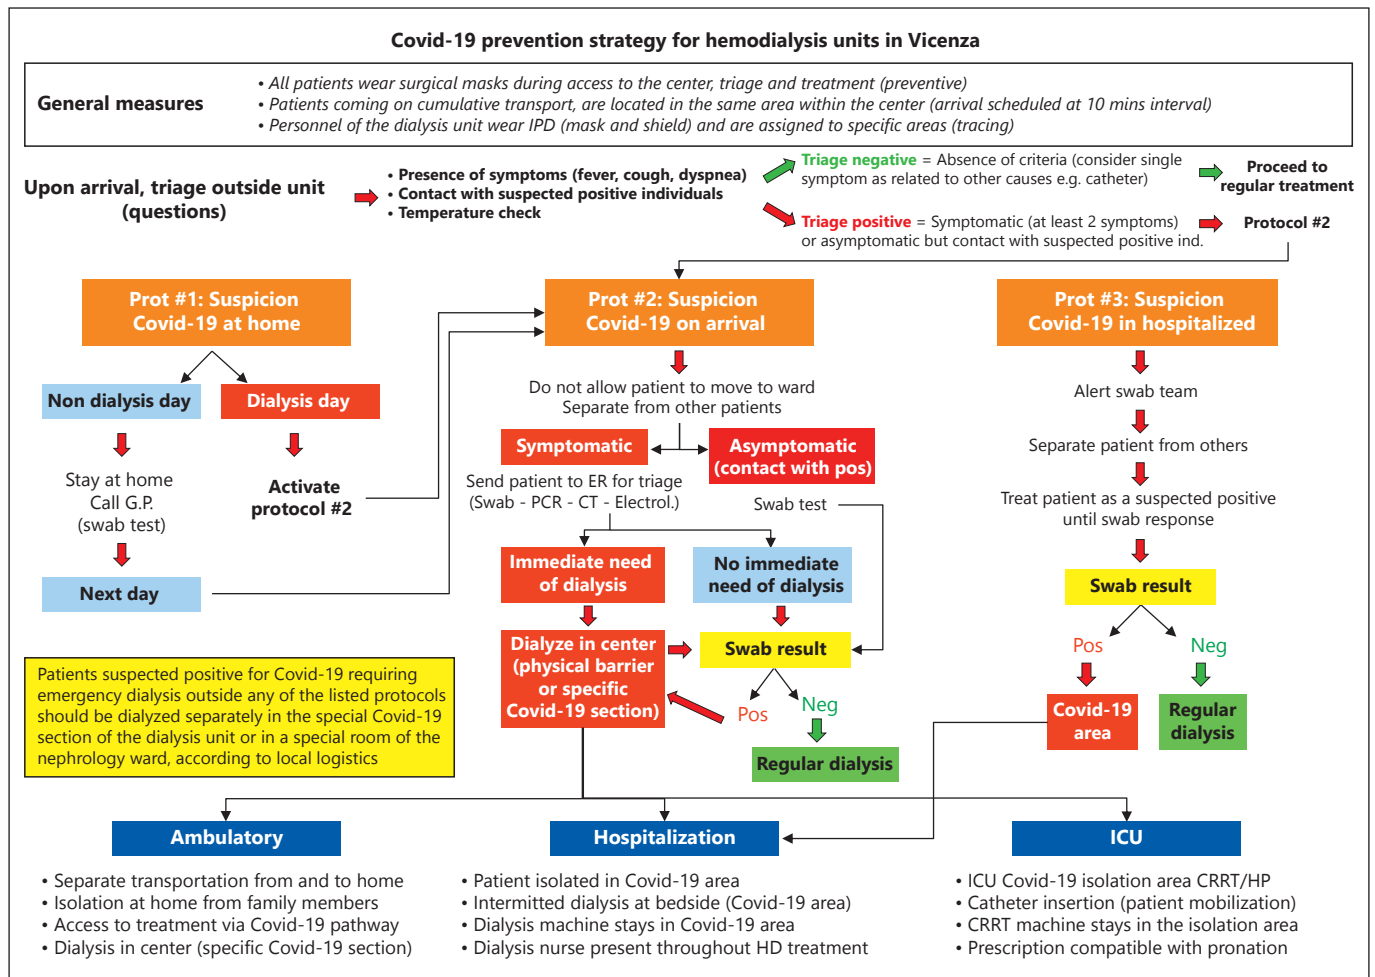 Covid-19 prevention strategy for hemodialysis units in Vicenza
General measures
• All patients wear surgical masks during access to the center, triage and treatment (preventive)
• Patients coming on cumulative transport, are located in the same area within the center (arrival scheduled at 10 mins interval)
• Personnel of the dialysis unit wear IPD (mask and shield) and are assigned to specific areas (tracing)
Upon arrival, triage outside unit
(questions)
• Presence of symptoms (fever, cough, dyspnea)
• Contact with suspected positive individuals
• Temperature check
Triage negative = Absence of criteria (consider single
symptom as related to other causes e.g. catheter)
Proceed to
regular treatment
Triage positive = Symptomatic (at least 2 symptoms)
or asymptomatic but contact with suspected positive ind.
Protocol #2
Prot #1: Suspicion
Covid-19 at home
Non dialysis day
Dialysis day
Stay at home
Call G.P.
(swab test)
Activate
protocol #2
Next day
Prot #2: Suspicion
Covid-19 on arrival
Do not allow patient to move to ward
Separate from other patients
Symptomatic
Asymptomatic
(contact with pos)
Send patient to ER for triage
(Swab - PCR - CT - Electrol.)
Swab test
Immediate need
of dialysis
No immediate
need of dialysis
Dialyze in center
(physical barrier
or specific
Covid-19 section)
Swab result
Pos
Neg
Regular dialysis
Prot #3: Suspicion
Covid-19 in hospitalized
Alert swab team
Separate patient from others
Treat patient as a suspected positive
until swab response
Swab result
Pos
Neg
Covid-19
area
Regular
dialysis
Patients suspected positive for Covid-19 requiring
emergency dialysis outside any of the listed protocols
should be dialyzed separately in the special Covid-19
section of the dialysis unit or in a special room of the
nephrology ward, according to local logistics
Ambulatory
• Separate transportation from and to home
• Isolation at home from family members
• Access to treatment via Covid-19 pathway
• Dialysis in center (specific Covid-19 section)
Hospitalization
• Patient isolated in Covid-19 area
• Intermitted dialysis at bedside (Covid-19 area)
• Dialysis machine stays in Covid-19 area
• Dialysis nurse present throughout HD treatment
ICU
• ICU Covid-19 isolation area CRRT/HP
• Catheter insertion (patient mobilization)
• CRRT machine stays in the isolation area
• Prescription compatible with pronation